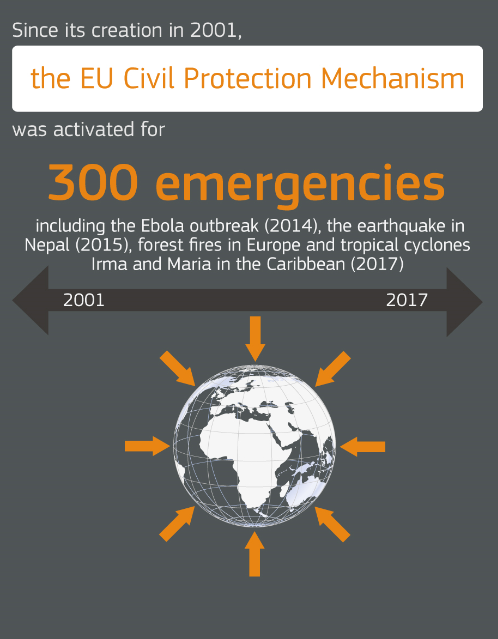 Since its creation in 2001,
the EU Civil Protection Mechanism
was activated for
300 emergencies
including the Ebola outbreak (2014), the earthquake in
Nepal (2015), forest fires in Europe and tropical cyclones
Irma and Maria in the Caribbean (2017)
2001
2017